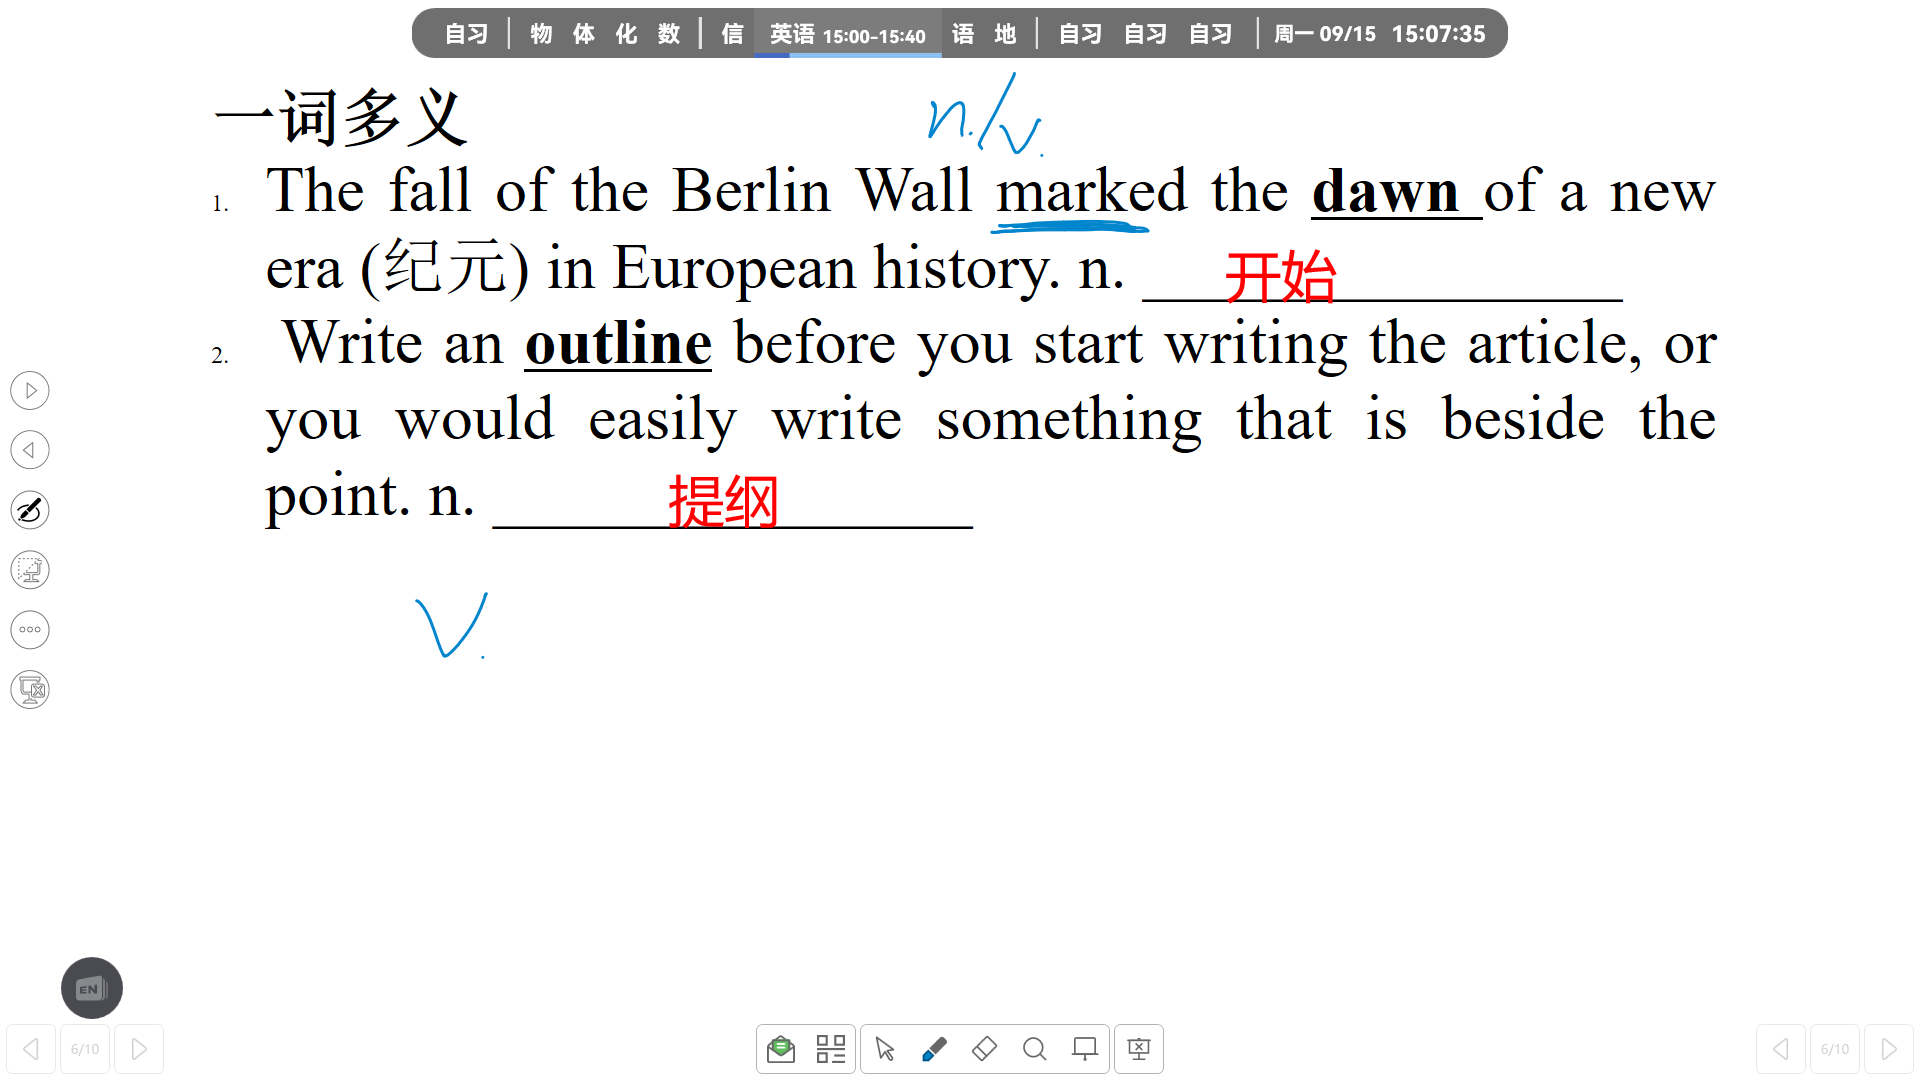 自习 | 物 体 化 数 | 信 英语 15:00-15:40 语 地 | 自习 自习 自习 | 周一 09/15 15:07:35
一词多义
n./v.
1. The fall of the Berlin Wall marked the dawn of a new
era (纪元) in European history. n. 开始
2. Write an outline before you start writing the article, or
you would easily write something that is beside the
point. n. 提纲
v.
EN
6/10
6/10